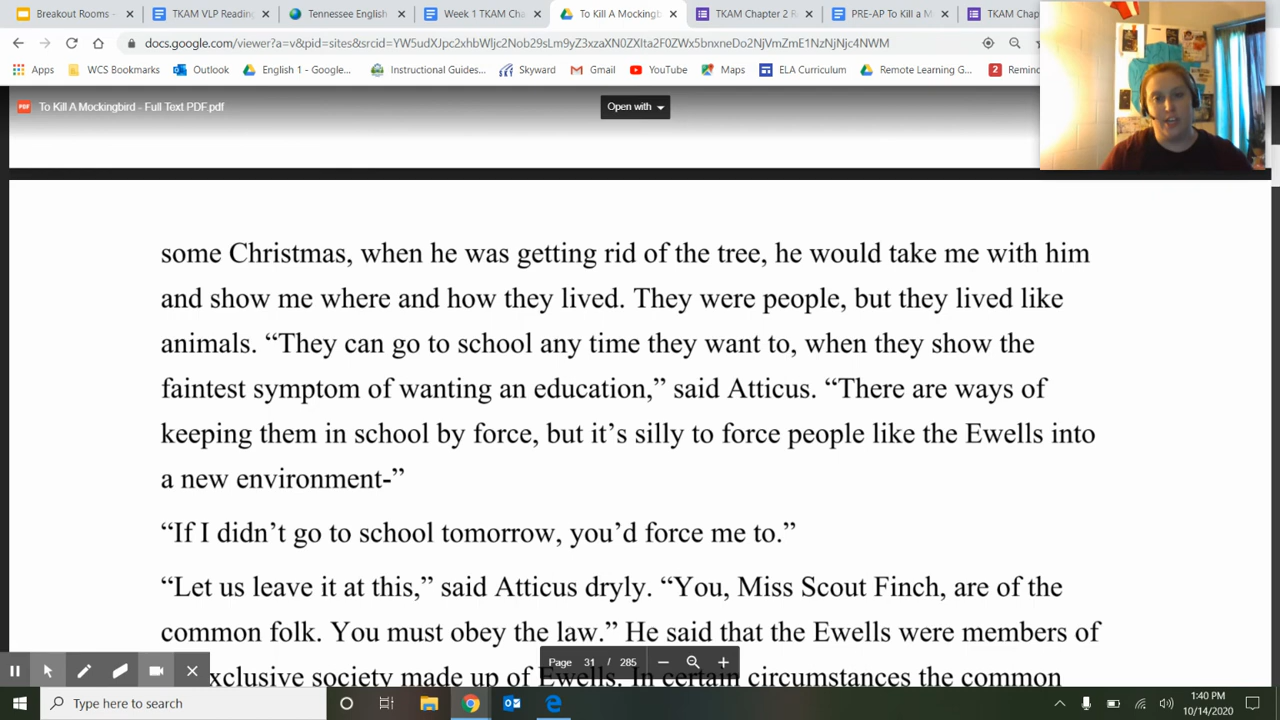 Breakout Rooms -
TKAM VLP Reading
Tennessee English
Week 1 TKAM Cha
To Kill A Mockingb
TKAM Chapter 2 R
PRE-AP To Kill a M
TKAM Chap
docs.google.com/viewer?a=v&pid=sites&srcid=
Apps
WCS Bookmarks
Outlook
English 1 - Google...
Instructional Guides...
Skyward
Gmail
YouTube
Maps
ELA Curriculum
Remote Learning G...
Remind
PDF
To Kill A Mockingbird - Full Text PDF.pdf
Open with
some Christmas, when he was getting rid of the tree, he would take me with him
and show me where and how they lived. They were people, but they lived like
animals. “They can go to school any time they want to, when they show the
faintest symptom of wanting an education,” said Atticus. “There are ways of
keeping them in school by force, but it’s silly to force people like the Ewells into
a new environment-”
“If I didn’t go to school tomorrow, you’d force me to.”
“Let us leave it at this,” said Atticus dryly. “You, Miss Scout Finch, are of the
common folk. You must obey the law.” He said that the Ewells were members of
xclusive society made up of Ewells. In certain circumstances the common
Page 31 / 285
Type here to search
1:40 PM
10/14/2020